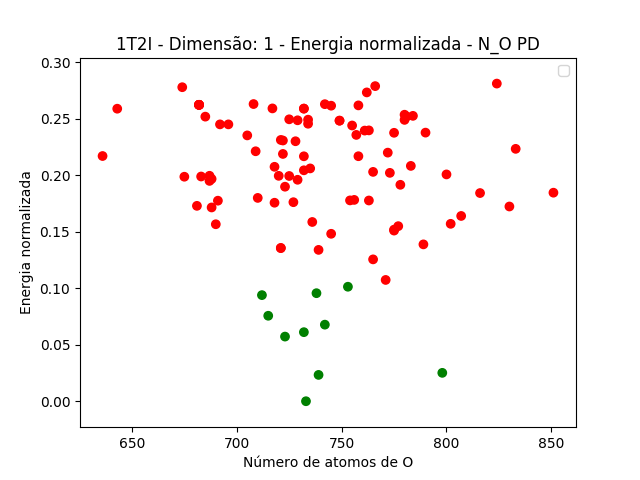 1T2I - Dimensão: 1 - Energia normalizada - N_O PD
0.30
0.25
0.20
0.15
0.10
0.05
0.00
Energia normalizada
650 700 750 800 850
Número de atomos de O